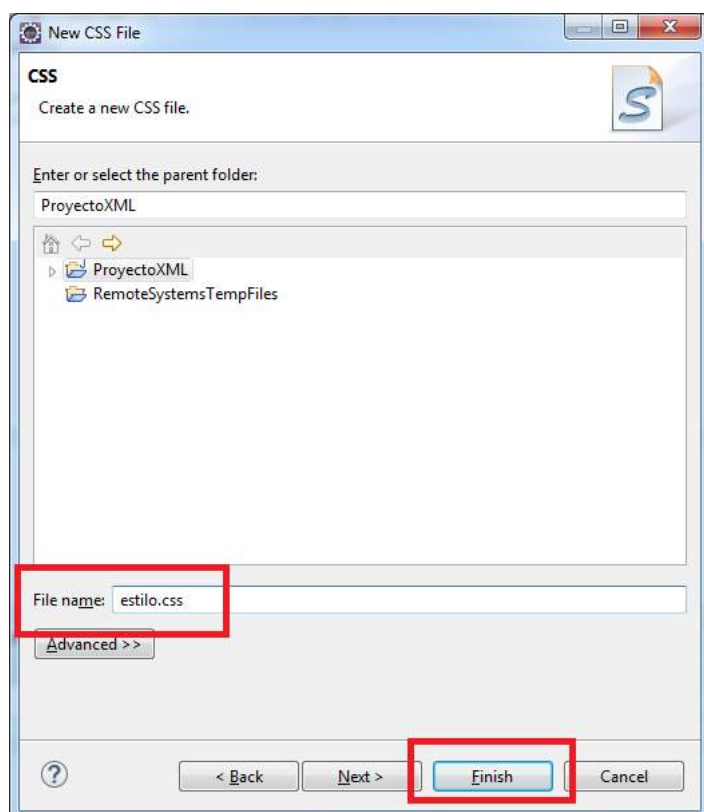 New CSS File
CSS
Create a new CSS file.
Enter or select the parent folder:
ProyectoXML
ProyectoXML
RemoteSystemsTempFiles
File name: estilo.css
Advanced >>
< Back Next > Finish Cancel